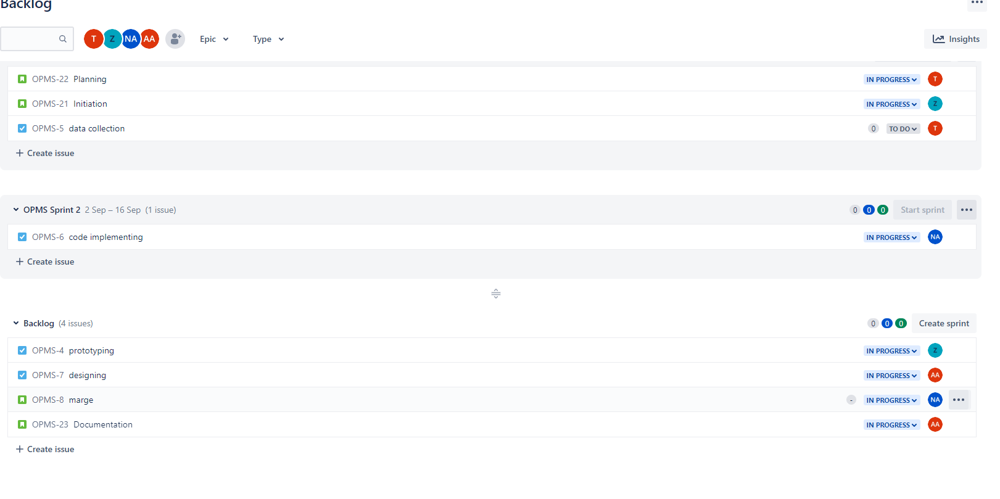 Backlog
T Z NA AA Epic Type Insights
OPMS-22 Planning IN PROGRESS T
OPMS-21 Initiation IN PROGRESS Z
OPMS-5 data collection 0 TO DO T
Create issue
OPMS Sprint 2 2 Sep – 16 Sep (1 issue) 0 0 0 Start sprint
OPMS-6 code implementing IN PROGRESS NA
Create issue
Backlog (4 issues) 0 0 0 Create sprint
OPMS-4 prototyping IN PROGRESS Z
OPMS-7 designing IN PROGRESS AA
OPMS-8 marge - IN PROGRESS NA
OPMS-23 Documentation IN PROGRESS AA
Create issue